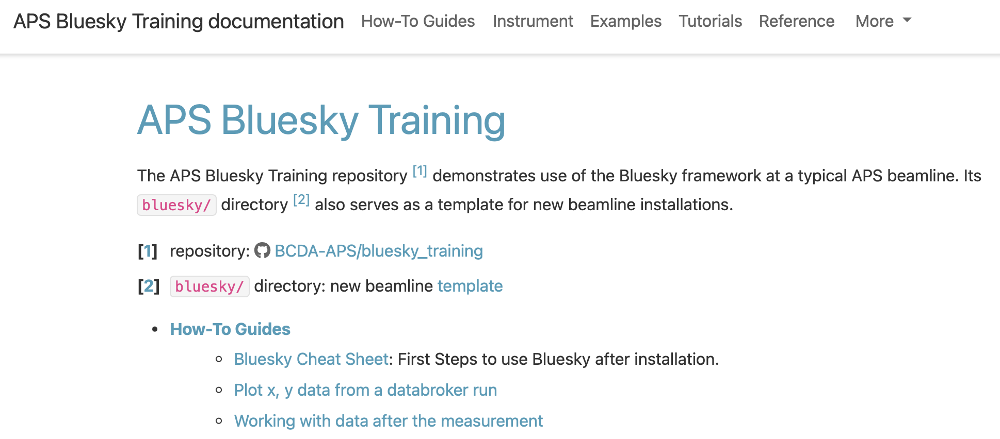 APS Bluesky Training documentation How-To Guides Instrument Examples Tutorials Reference More
APS Bluesky Training
The APS Bluesky Training repository [1] demonstrates use of the Bluesky framework at a typical APS beamline. Its
bluesky/ directory [2] also serves as a template for new beamline installations.
[1] repository: BCDA-APS/bluesky_training
[2] bluesky/ directory: new beamline template
• How-To Guides
◦ Bluesky Cheat Sheet: First Steps to use Bluesky after installation.
◦ Plot x, y data from a databroker run
◦ Working with data after the measurement